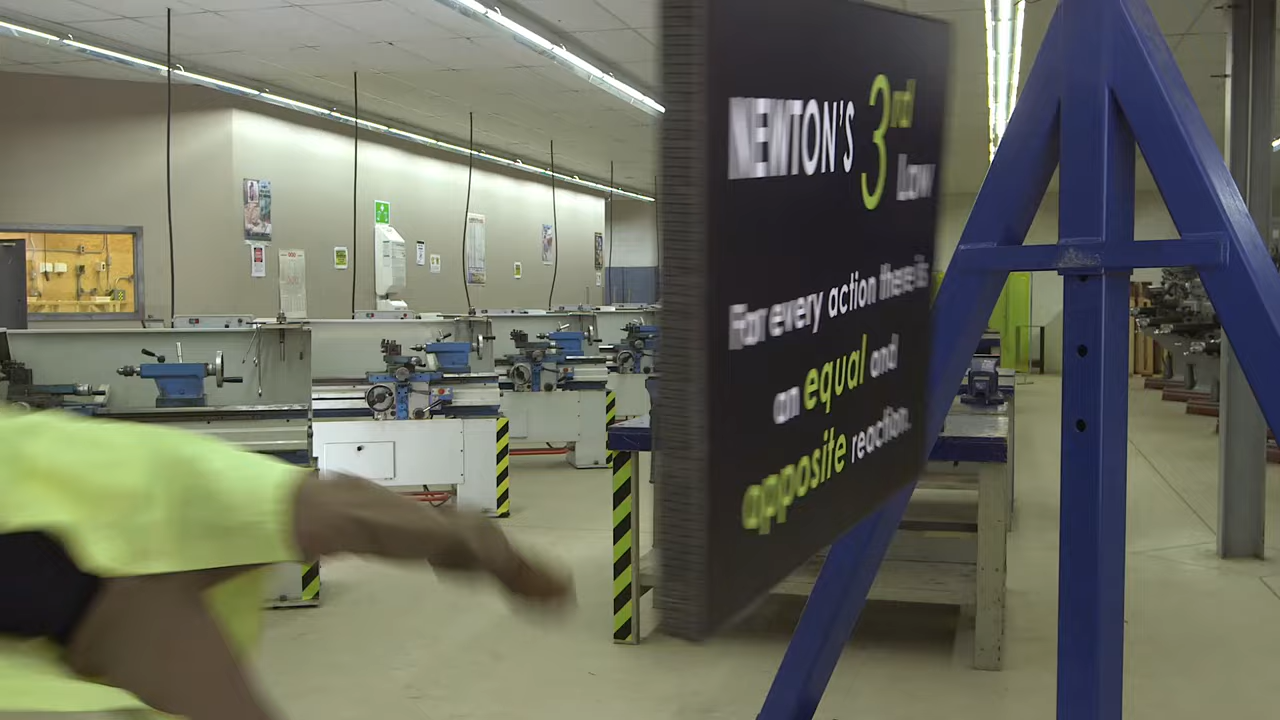 NEWTON'S 3rd Law
For every action there is
an equal and
opposite reaction.